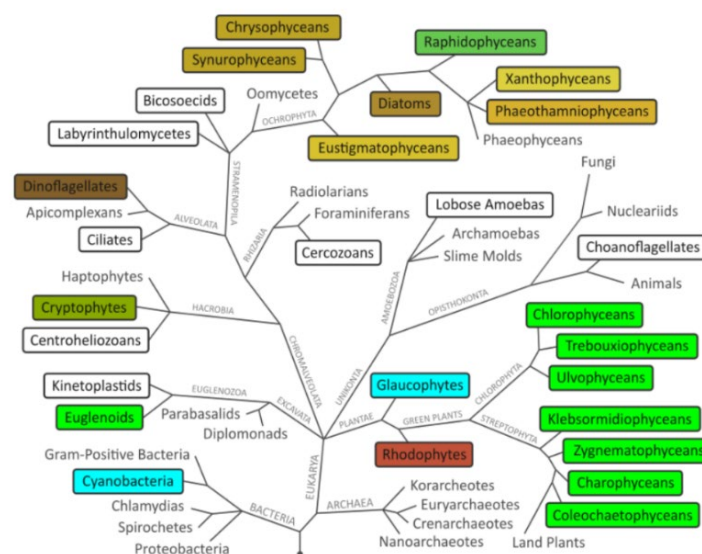 Chrysophyceans
Raphidophyceans
Synurophyceans
Xanthophyceans
Bicosoecids
Oomycetes
Diatoms
Phaeothamniophyceans
OCHROPHYTA
Labyrinthulomycetes
Phaeophyceans
Eustigmatophyceans
STRAMENOPILA
Fungi
Dinoflagellates
Radiolarians
Lobose Amoebas
Nucleariids
Apicomplexans
ALVEOLATA
Foraminiferans
Archamoebas
Choanoflagellates
Ciliates
RHIZARIA
Cercozoans
Slime Molds
Haptophytes
AMOEBOZOA
OPISTHOKONTA
Animals
Cryptophytes
HACROBIA
Chlorophyceans
Centroheliozoans
CHROMALVEOLATA
UNIKONTA
Trebouxiophyceans
Kinetoplastids
EUGLENOZOA
Glaucophytes
CHLOROPHYTA
Ulvophyceans
Euglenoids
Parabasalids
EXCAVATA
PLANTAE
GREEN PLANTS
STREPTOPHYTA
Klebsormidiophyceans
Diplomonads
Gram-Positive Bacteria
Rhodophytes
Zygnematophyceans
Cyanobacteria
EUKARYA
Korarcheotes
Charophyceans
Chlamydias
BACTERIA
ARCHAEA
Euryarchaeotes
Spirochetes
Crenarchaeotes
Coleochaetophyceans
Proteobacteria
Nanoarchaeotes
Land Plants